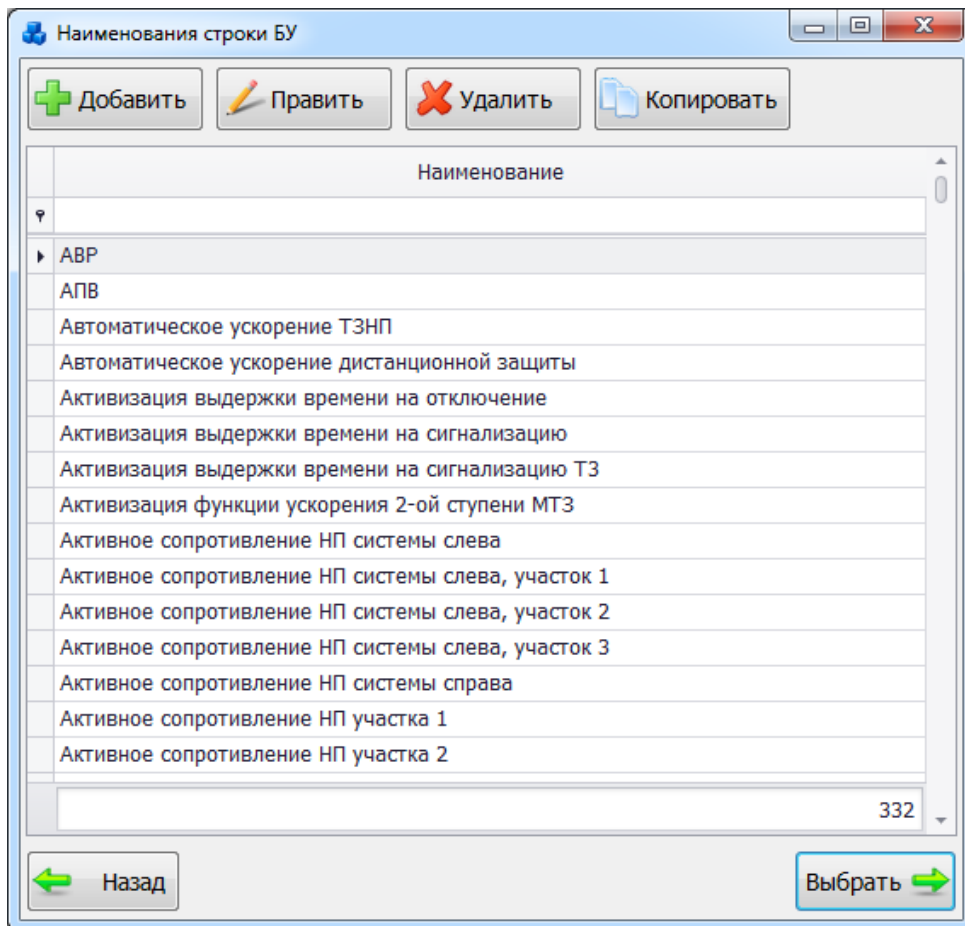 Наименования строки БУ
Добавить Править Удалить Копировать
Наименование
АВР
АПВ
Автоматическое ускорение ТЗНП
Автоматическое ускорение дистанционной защиты
Активизация выдержки времени на отключение
Активизация выдержки времени на сигнализацию
Активизация выдержки времени на сигнализацию ТЗ
Активизация функции ускорения 2-ой ступени МТЗ
Активное сопротивление НП системы слева
Активное сопротивление НП системы слева, участок 1
Активное сопротивление НП системы слева, участок 2
Активное сопротивление НП системы слева, участок 3
Активное сопротивление НП системы справа
Активное сопротивление НП участка 1
Активное сопротивление НП участка 2
332
Назад Выбрать